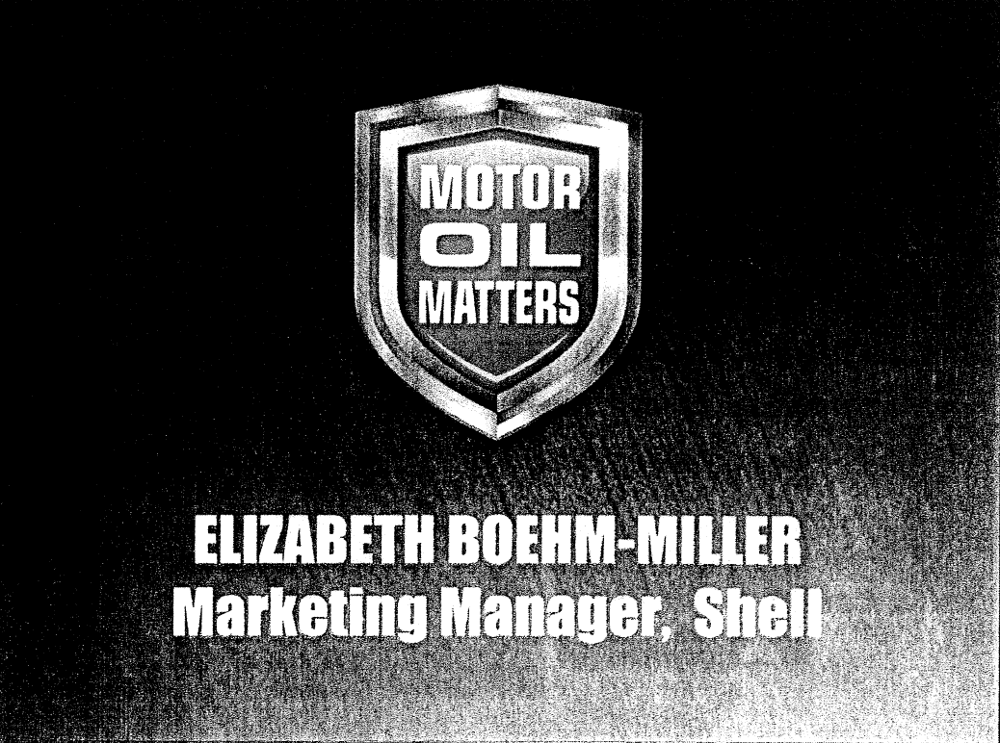 MOTOR
OIL
MATTERS
ELIZABETH BOEHM-MILLER
Marketing Manager, Shell